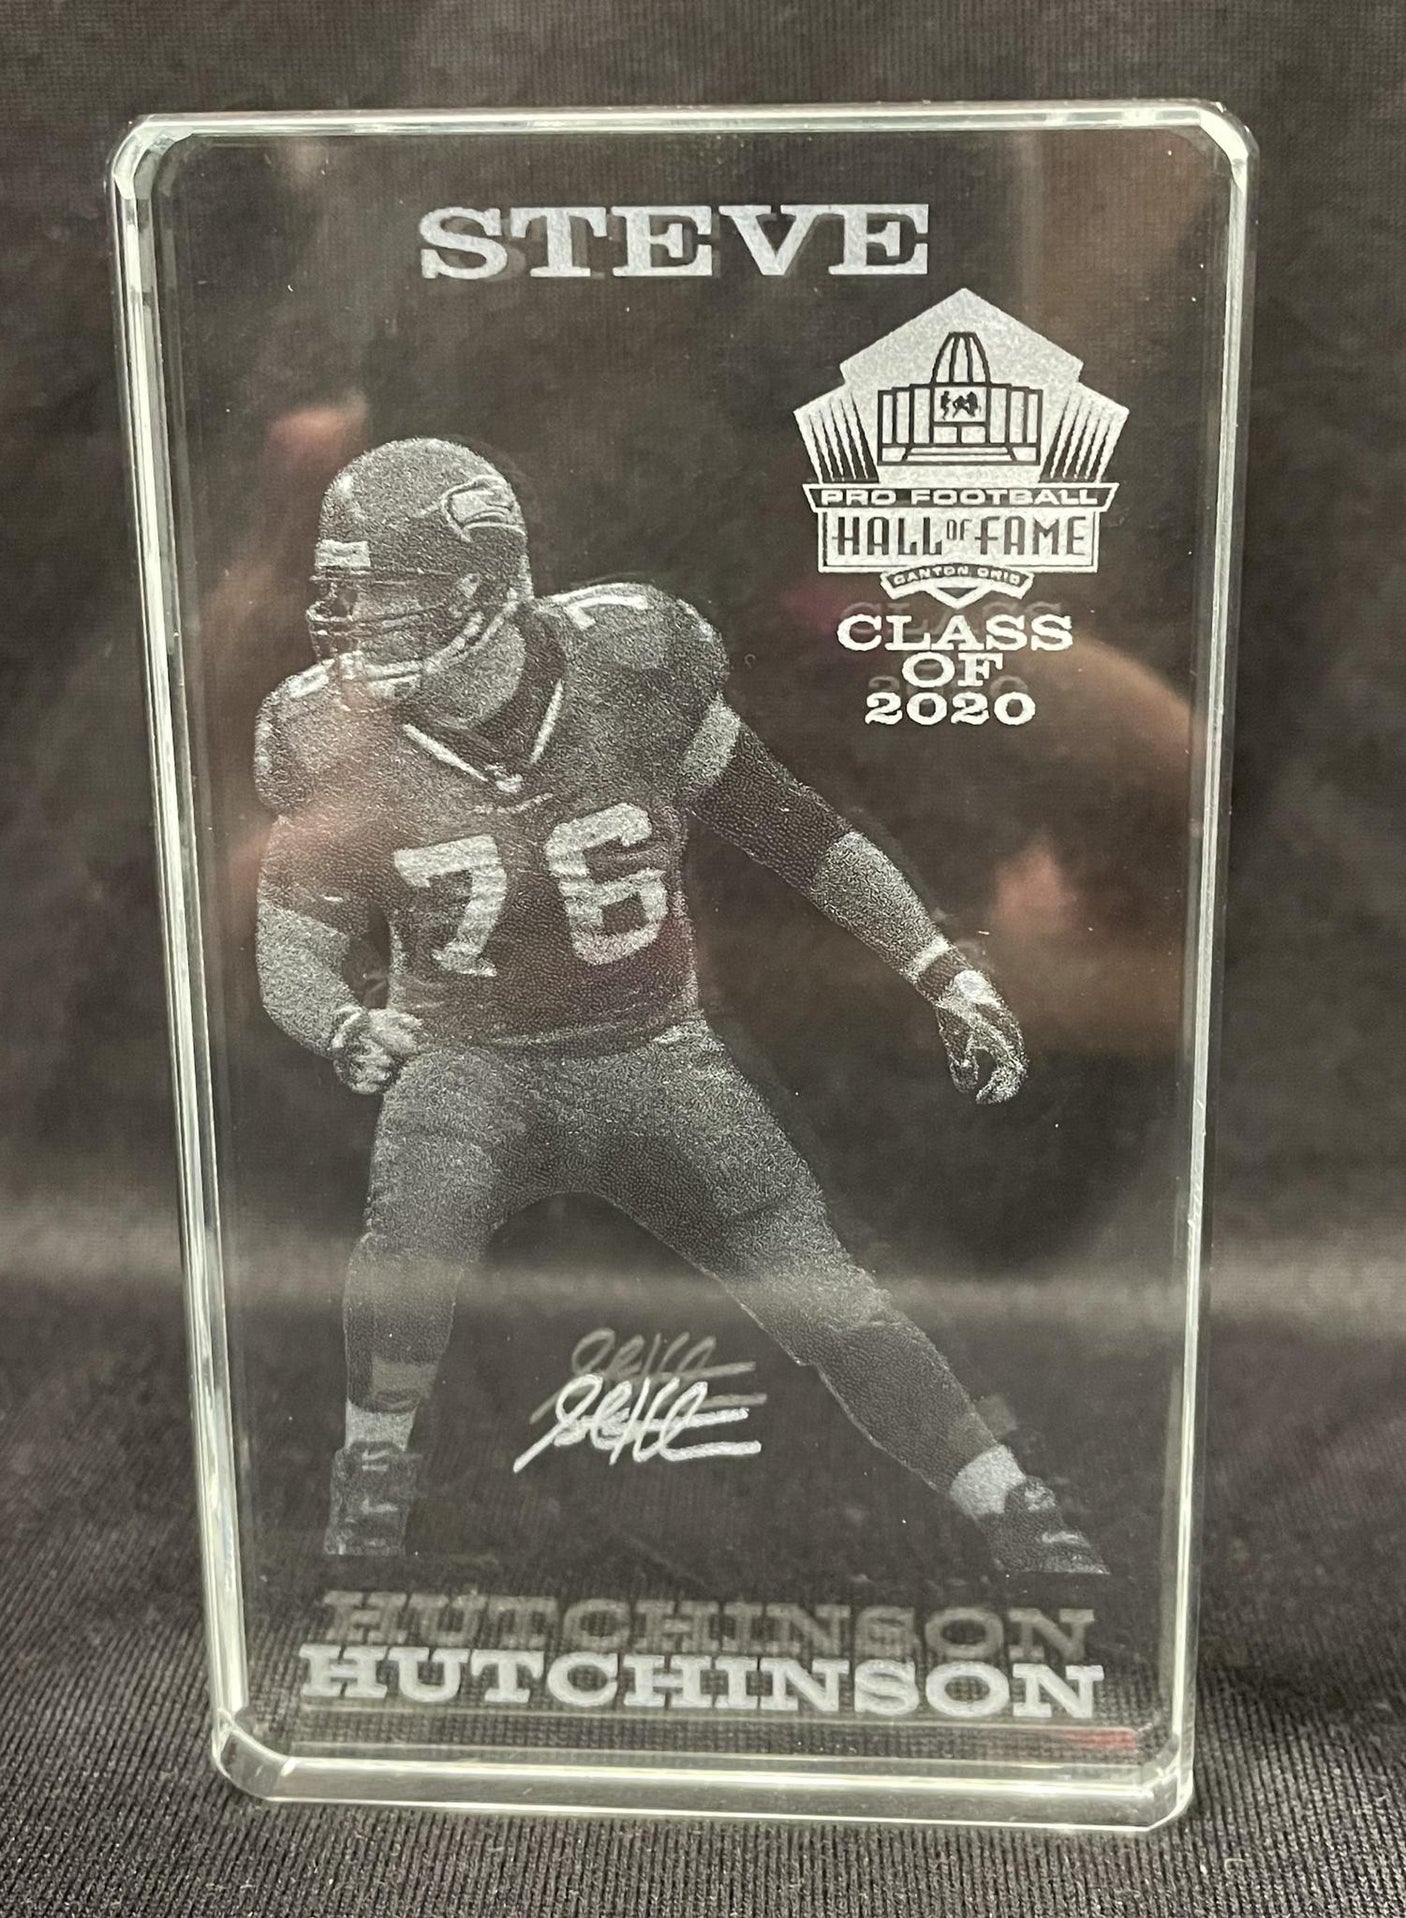 STEVE
PRO FOOTBALL
HALL OF FAME
CANTON OHIO
CLASS
OF
2020
76
HUTCHINSON